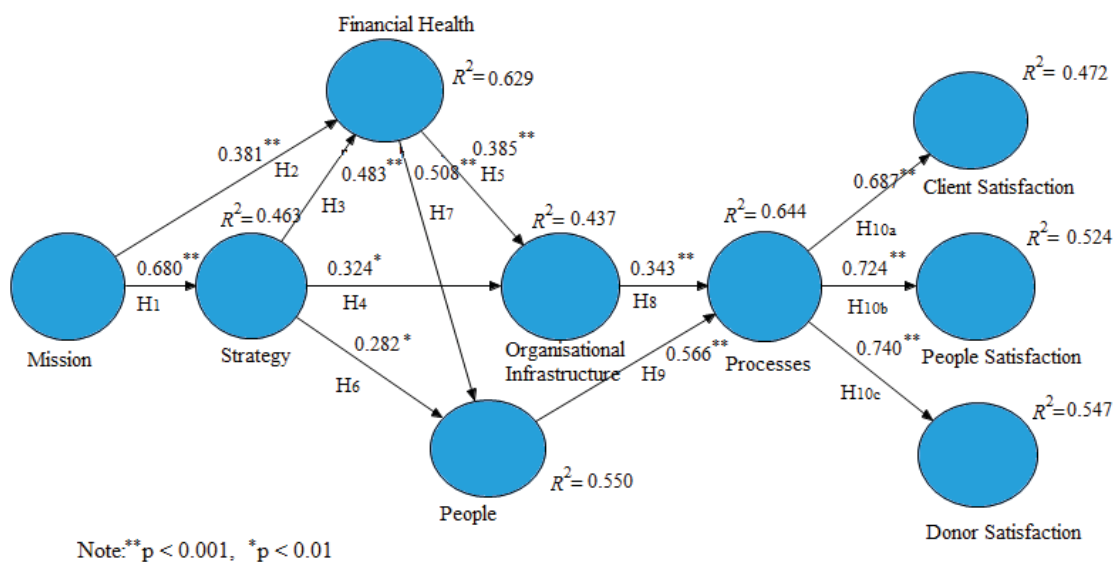 Financial Health
R²= 0.629
R²= 0.472
0.381**
H2
0.483**
H3
0.508**
H7
0.385**
H5
0.687**
H10a
Client Satisfaction
R²= 0.463
R²= 0.437
R²= 0.644
R²= 0.524
0.680**
H1
0.324*
H4
0.343**
H8
0.724**
H10b
Mission
Strategy
Organisational
Infrastructure
Processes
People Satisfaction
0.282*
H6
0.566**
H9
0.740**
H10c
R²= 0.547
R²= 0.550
People
Donor Satisfaction
Note:**p < 0.001, *p < 0.01